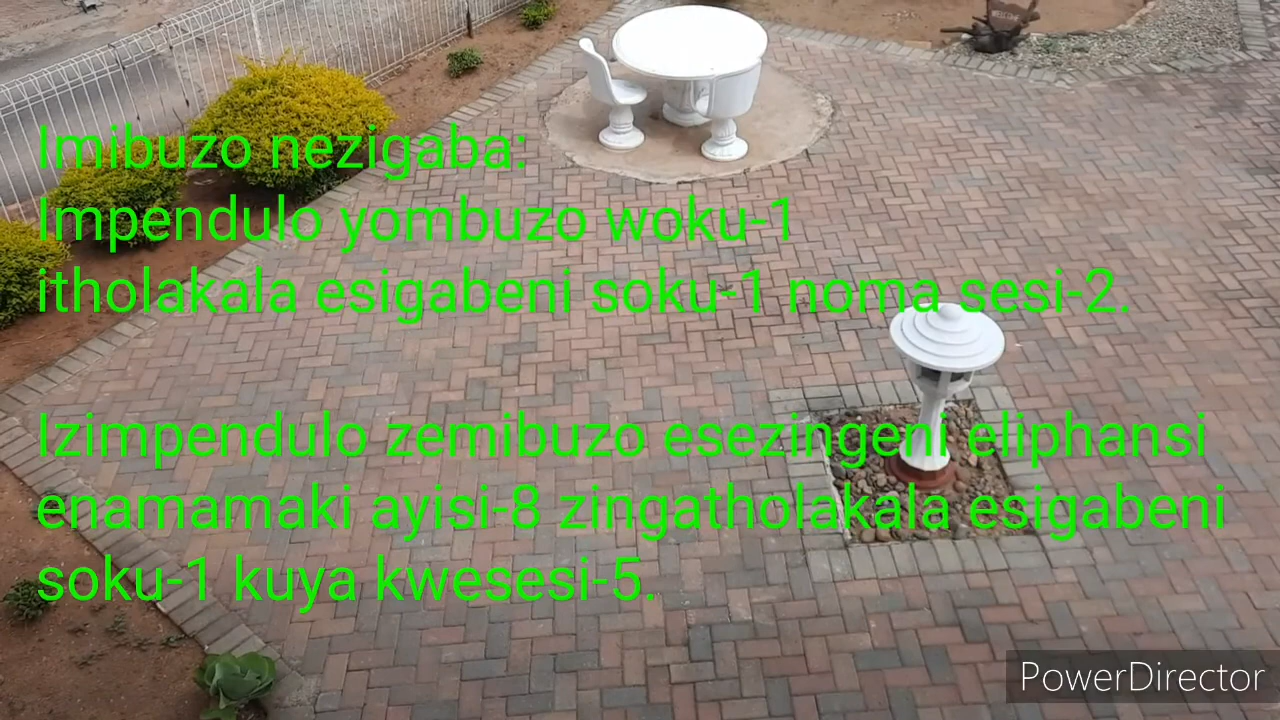 WELCOME
Imibuzo nezigaba:
Impendulo yombuzo woku-1
itholakala esigabeni soku-1 noma sesi-2.
Izimpendulo zemibuzo esezingeni eliphansi
enamamaki ayisi-8 zingatholakala esigabeni
soku-1 kuya kwesesi-5.
PowerDirector